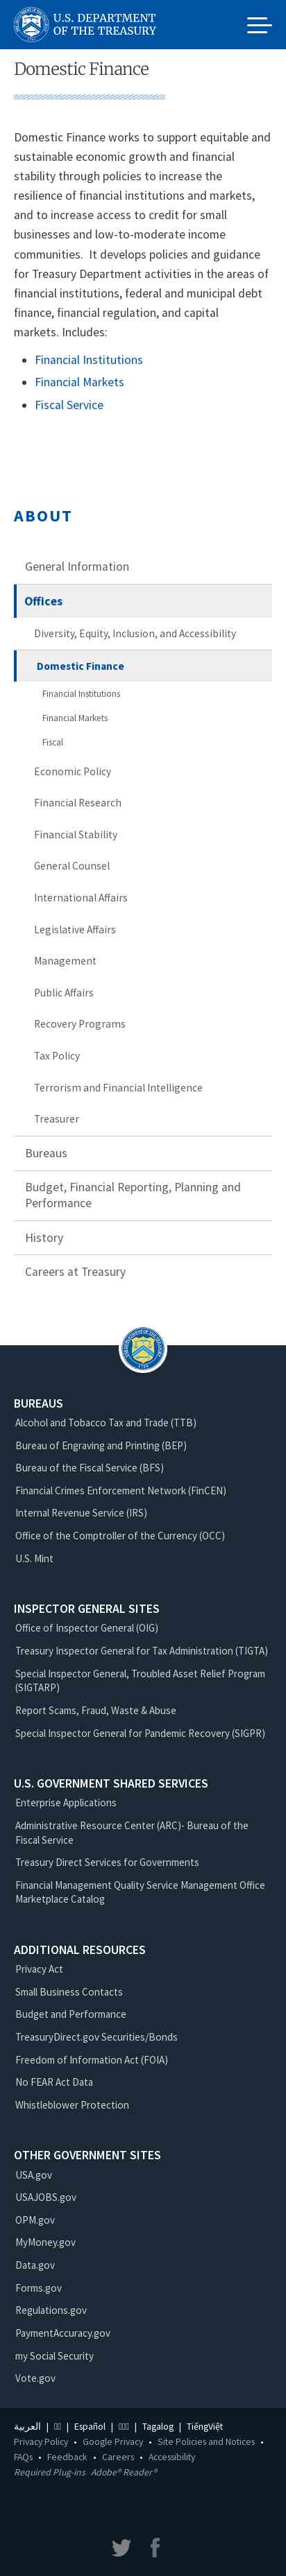 U.S. DEPARTMENT
OF THE TREASURY
Domestic Finance
Domestic Finance works to support equitable and
sustainable economic growth and financial
stability through policies to increase the
resilience of financial institutions and markets,
and to increase access to credit for small
businesses and low-to-moderate income
communities.  It develops policies and guidance
for Treasury Department activities in the areas of
financial institutions, federal and municipal debt
finance, financial regulation, and capital
markets. Includes:
• Financial Institutions
• Financial Markets
• Fiscal Service
ABOUT
General Information
Offices
Diversity, Equity, Inclusion, and Accessibility
Domestic Finance
Financial Institutions
Financial Markets
Fiscal
Economic Policy
Financial Research
Financial Stability
General Counsel
International Affairs
Legislative Affairs
Management
Public Affairs
Recovery Programs
Tax Policy
Terrorism and Financial Intelligence
Treasurer
Bureaus
Budget, Financial Reporting, Planning and
Performance
History
Careers at Treasury
BUREAUS
Alcohol and Tobacco Tax and Trade (TTB)
Bureau of Engraving and Printing (BEP)
Bureau of the Fiscal Service (BFS)
Financial Crimes Enforcement Network (FinCEN)
Internal Revenue Service (IRS)
Office of the Comptroller of the Currency (OCC)
U.S. Mint
INSPECTOR GENERAL SITES
Office of Inspector General (OIG)
Treasury Inspector General for Tax Administration (TIGTA)
Special Inspector General, Troubled Asset Relief Program
(SIGTARP)
Report Scams, Fraud, Waste & Abuse
Special Inspector General for Pandemic Recovery (SIGPR)
U.S. GOVERNMENT SHARED SERVICES
Enterprise Applications
Administrative Resource Center (ARC)- Bureau of the
Fiscal Service
Treasury Direct Services for Governments
Financial Management Quality Service Management Office
Marketplace Catalog
ADDITIONAL RESOURCES
Privacy Act
Small Business Contacts
Budget and Performance
TreasuryDirect.gov Securities/Bonds
Freedom of Information Act (FOIA)
No FEAR Act Data
Whistleblower Protection
OTHER GOVERNMENT SITES
USA.gov
USAJOBS.gov
OPM.gov
MyMoney.gov
Data.gov
Forms.gov
Regulations.gov
PaymentAccuracy.gov
my Social Security
Vote.gov
العربية | | Español | | Tagalog | TiếngViệt
Privacy Policy • Google Privacy • Site Policies and Notices •
FAQs • Feedback • Careers • Accessibility
Required Plug-ins Adobe® Reader®